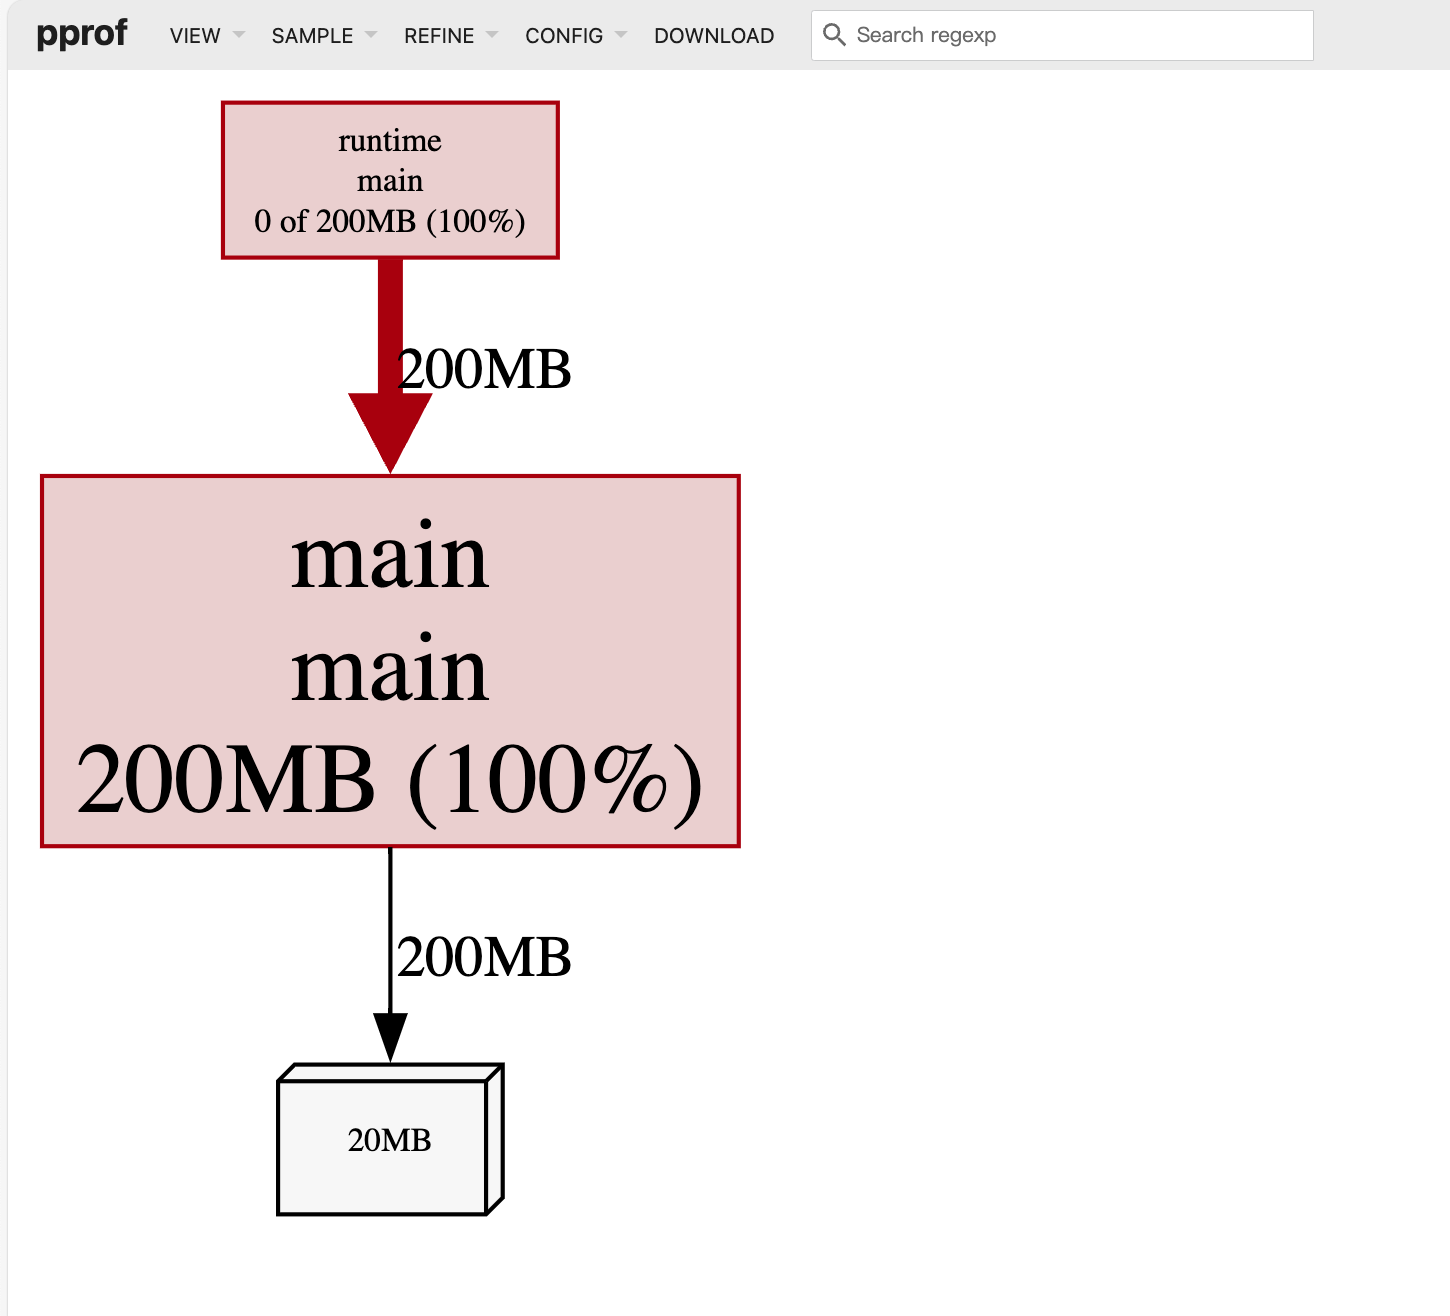 pprof VIEW SAMPLE REFINE CONFIG DOWNLOAD Search regexp
runtime
main
0 of 200MB (100%)
200MB
main
main
200MB (100%)
200MB
20MB